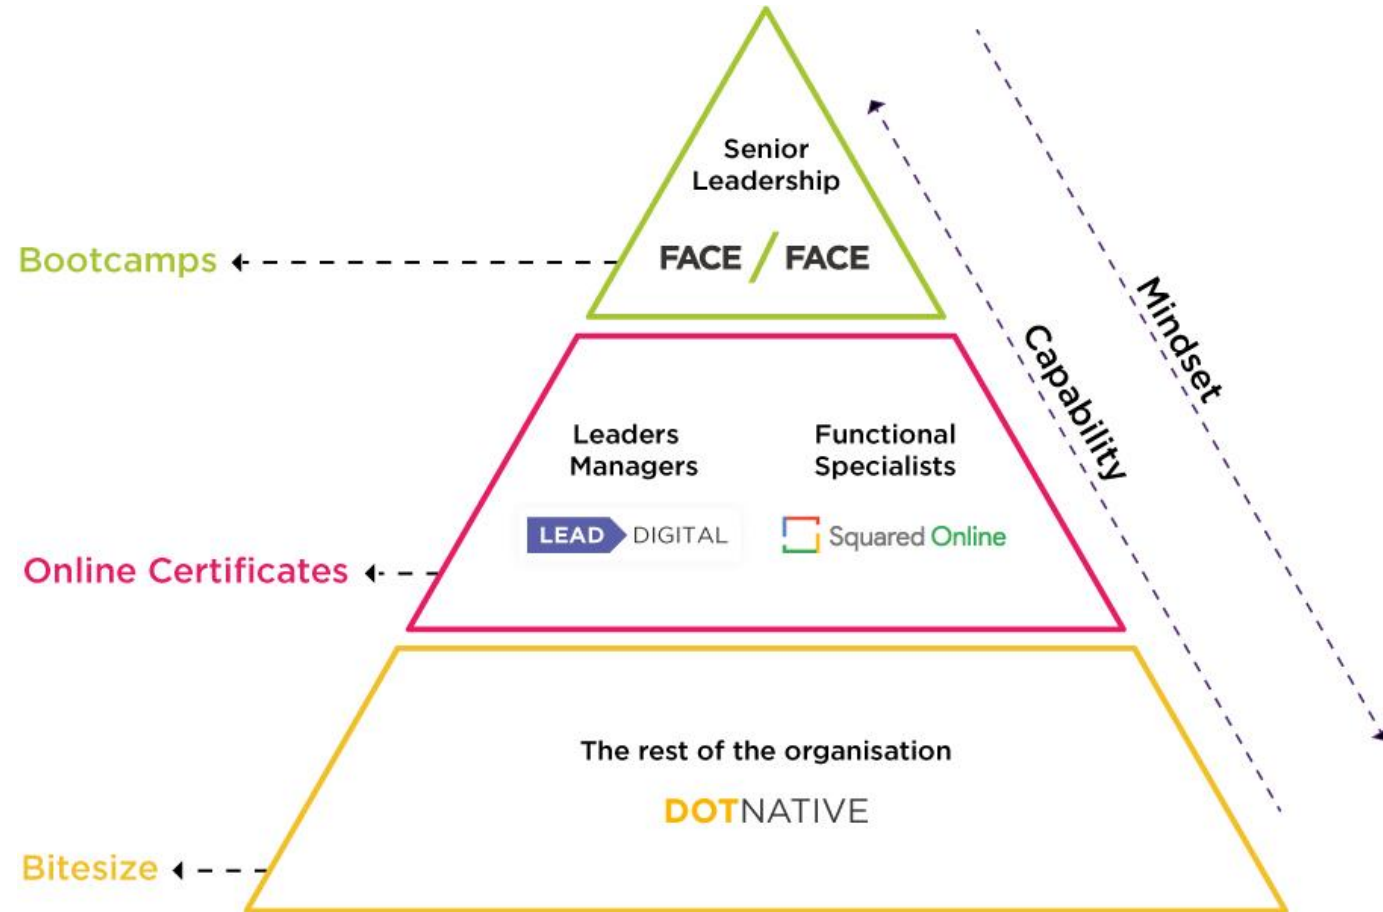 Senior
Leadership
FACE / FACE
Bootcamps
Mindset
Capability
Leaders
Managers
LEAD DIGITAL
Functional
Specialists
Squared Online
Online Certificates
The rest of the organisation
DOTNATIVE
Bitesize